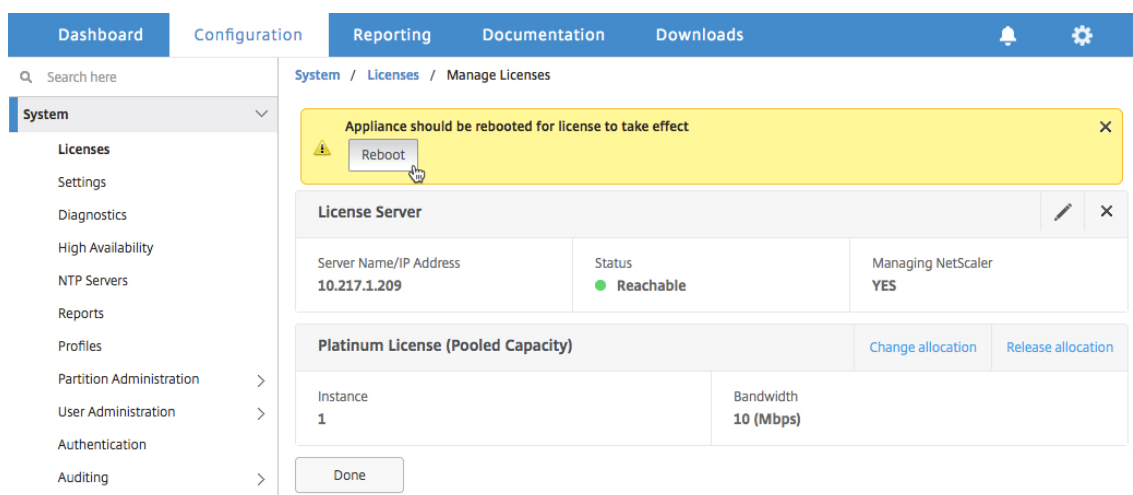 Dashboard Configuration Reporting Documentation Downloads
Search here
System
Licenses
Settings
Diagnostics
High Availability
NTP Servers
Reports
Profiles
Partition Administration
User Administration
Authentication
Auditing
System / Licenses / Manage Licenses
Appliance should be rebooted for license to take effect
Reboot
License Server
Server Name/IP Address Status Managing NetScaler
10.217.1.209 Reachable YES
Platinum License (Pooled Capacity) Change allocation Release allocation
Instance Bandwidth
1 10 (Mbps)
Done